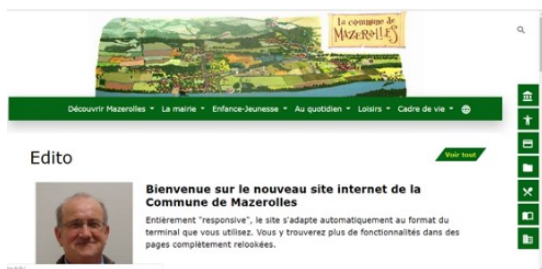 la commune de
MAZEROLLES
Découvrir Mazerolles
La mairie
Enfance-Jeunesse
Au quotidien
Loisirs
Cadre de vie
Edito
Voir tout
Bienvenue sur le nouveau site internet de la
Commune de Mazerolles
Entièrement "responsive", le site s'adapte automatiquement au format du
terminal que vous utilisez. Vous y trouverez plus de fonctionnalités dans des
pages complètement relookées.